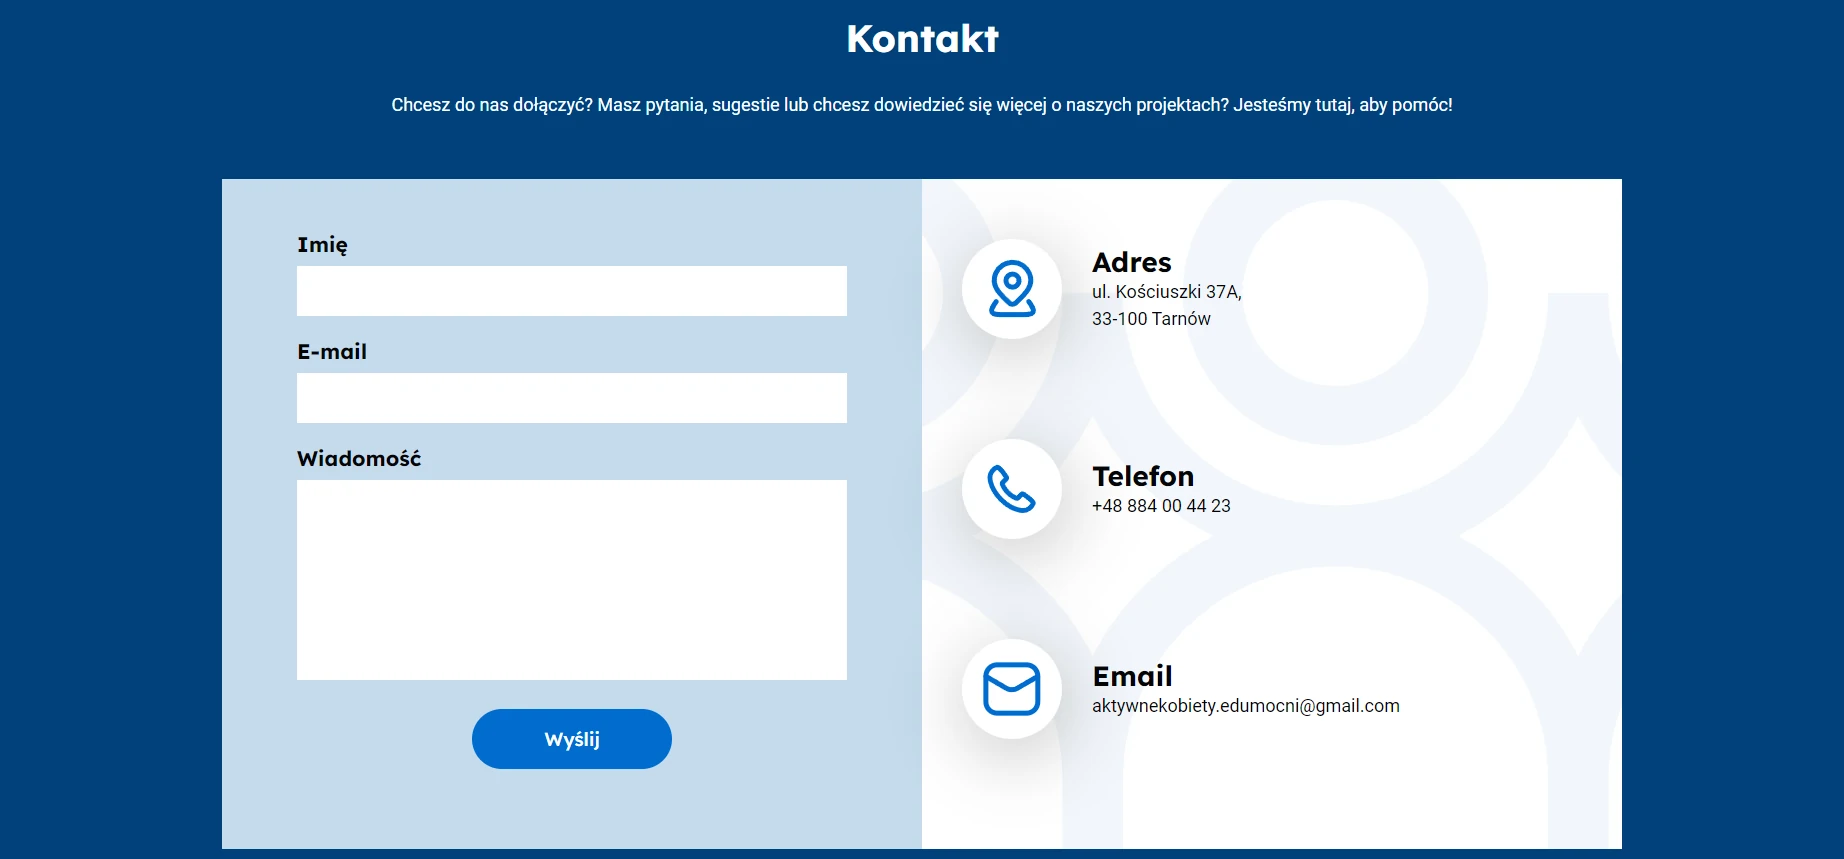 Kontakt
Chcesz do nas dołączyć? Masz pytania, sugestie lub chcesz dowiedzieć się więcej o naszych projektach? Jesteśmy tutaj, aby pomóc!
Imię
E-mail
Wiadomość
Wyślij
Adres
ul. Kościuszki 37A,
33-100 Tarnów
Telefon
+48 884 00 44 23
Email
aktywnekobiety.edumocni@gmail.com